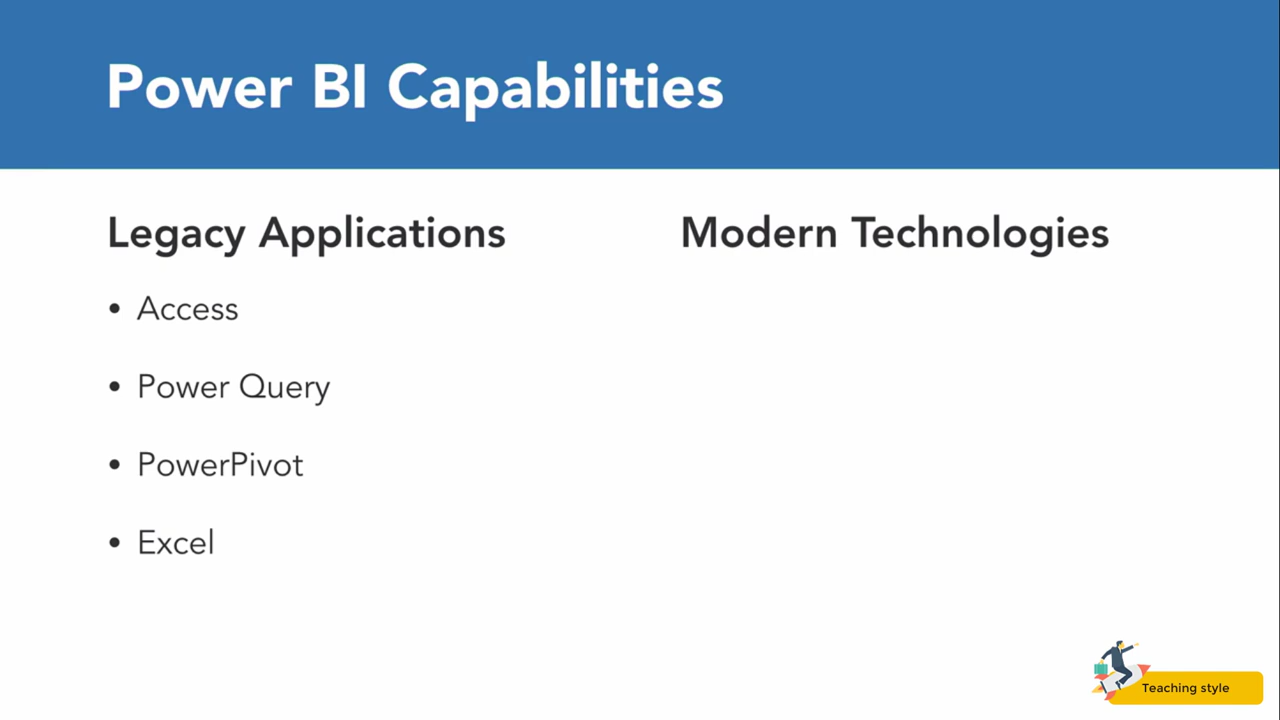 Power BI Capabilities
Legacy Applications
• Access
• Power Query
• PowerPivot
• Excel
Modern Technologies
Teaching style